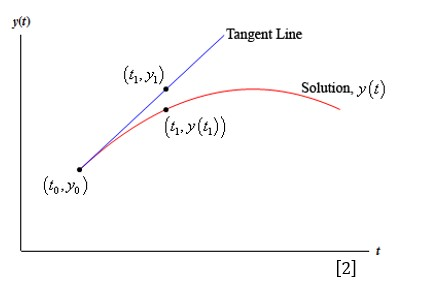 y(t)
Tangent Line
(t₁, y₁)
Solution, y(t)
(t₁, y(t₁))
(t₀, y₀)
t
[2]